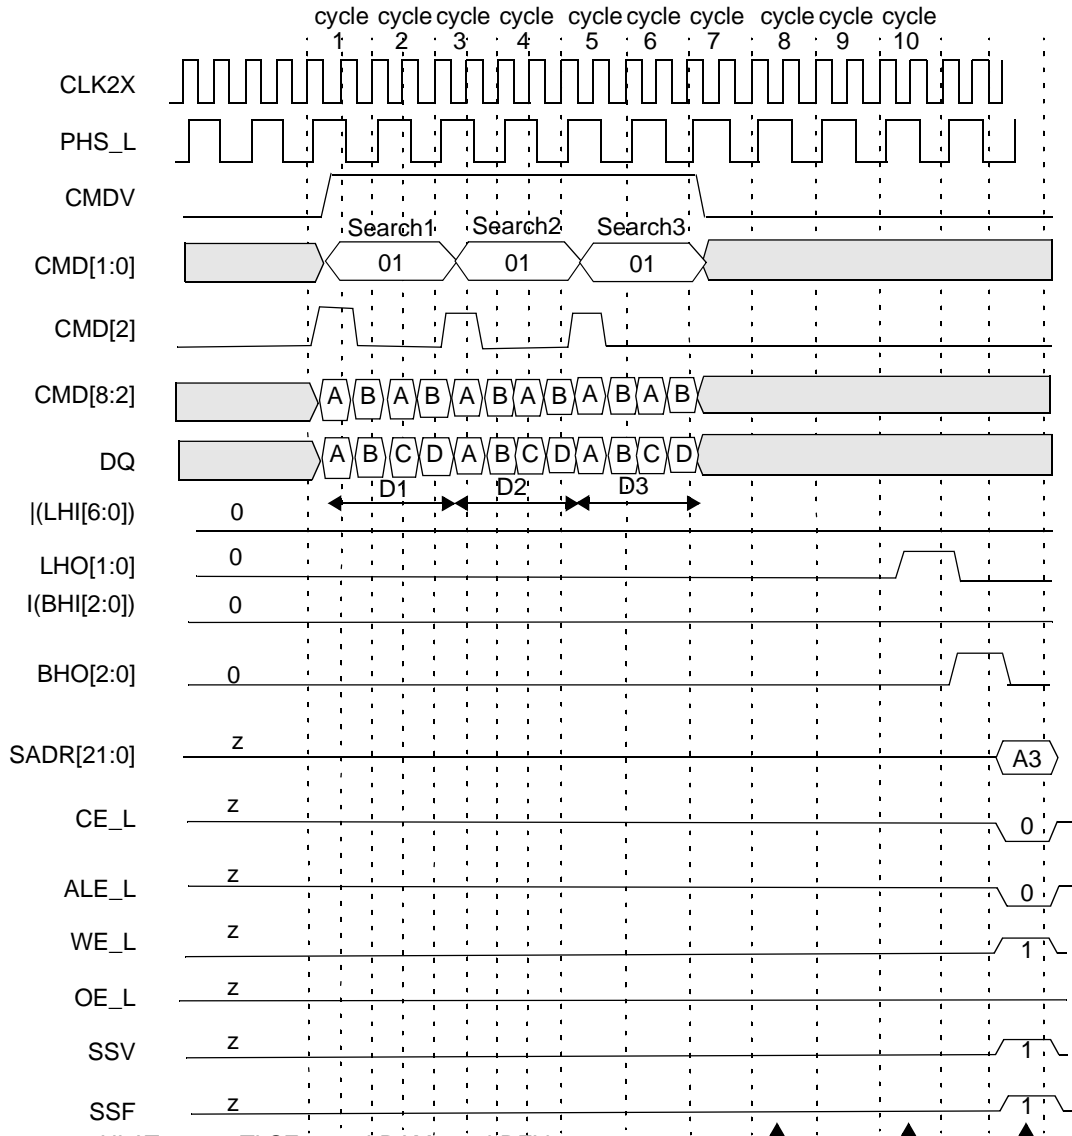 cycle cycle cycle cycle cycle cycle cycle cycle cycle cycle
1 2 3 4 5 6 7 8 9 10
CLK2X
PHS_L
CMDV
Search1 Search2 Search3
CMD[1:0] 01 01 01
CMD[2]
CMD[8:2] A B A B A B A B A B A B
DQ A B C D A B C D A B C D
D1 D2 D3
|(LHI[6:0]) 0
LHO[1:0] 0
I(BHI[2:0]) 0
BHO[2:0] 0
SADR[21:0] z A3
CE_L z 0
ALE_L z 0
WE_L z 1
OE_L z
SSV z 1
SSF z 1